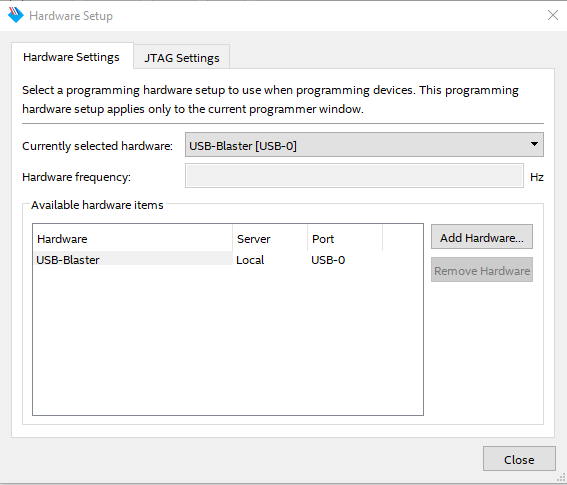 Hardware Setup
Hardware Settings
JTAG Settings
Select a programming hardware setup to use when programming devices. This programming
hardware setup applies only to the current programmer window.
Currently selected hardware: USB-Blaster [USB-0]
Hardware frequency: Hz
Available hardware items
Hardware Server Port
USB-Blaster Local USB-0
Add Hardware...
Remove Hardware
Close